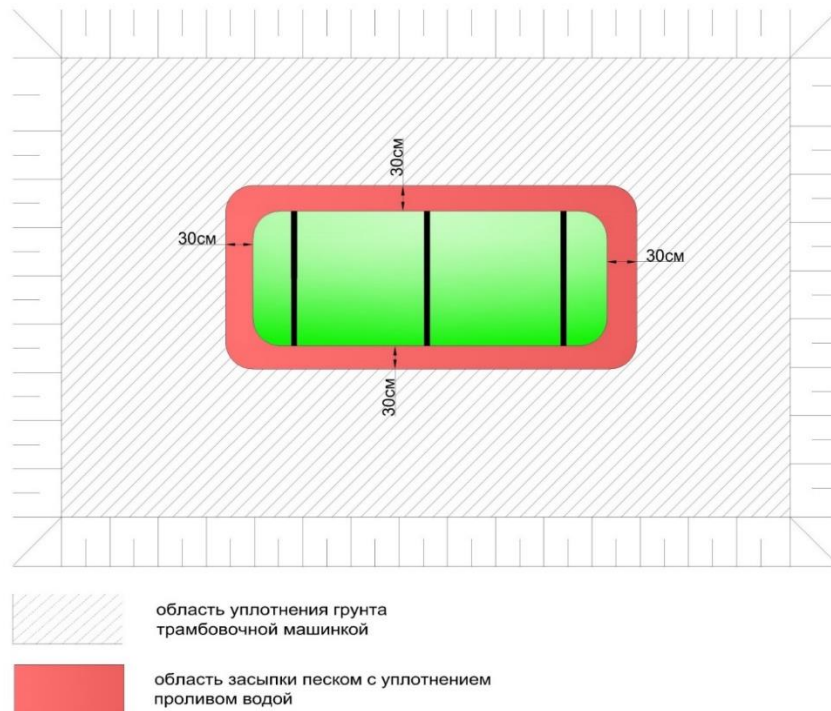 30см
30см
30см
30см
область уплотнения грунта
трамбовочной машинкой
область засыпки песком с уплотнением
проливом водой